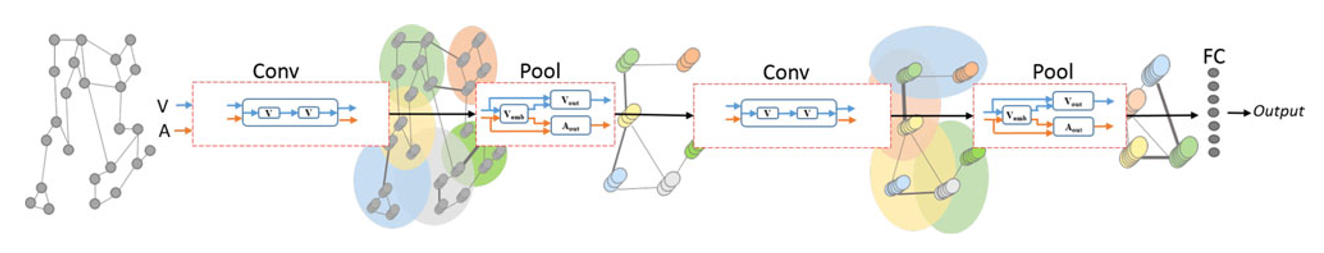 V
A
Conv
V V
Pool
V_emb
V_out
A_out
Conv
V V
Pool
V_emb
V_out
A_out
FC
Output